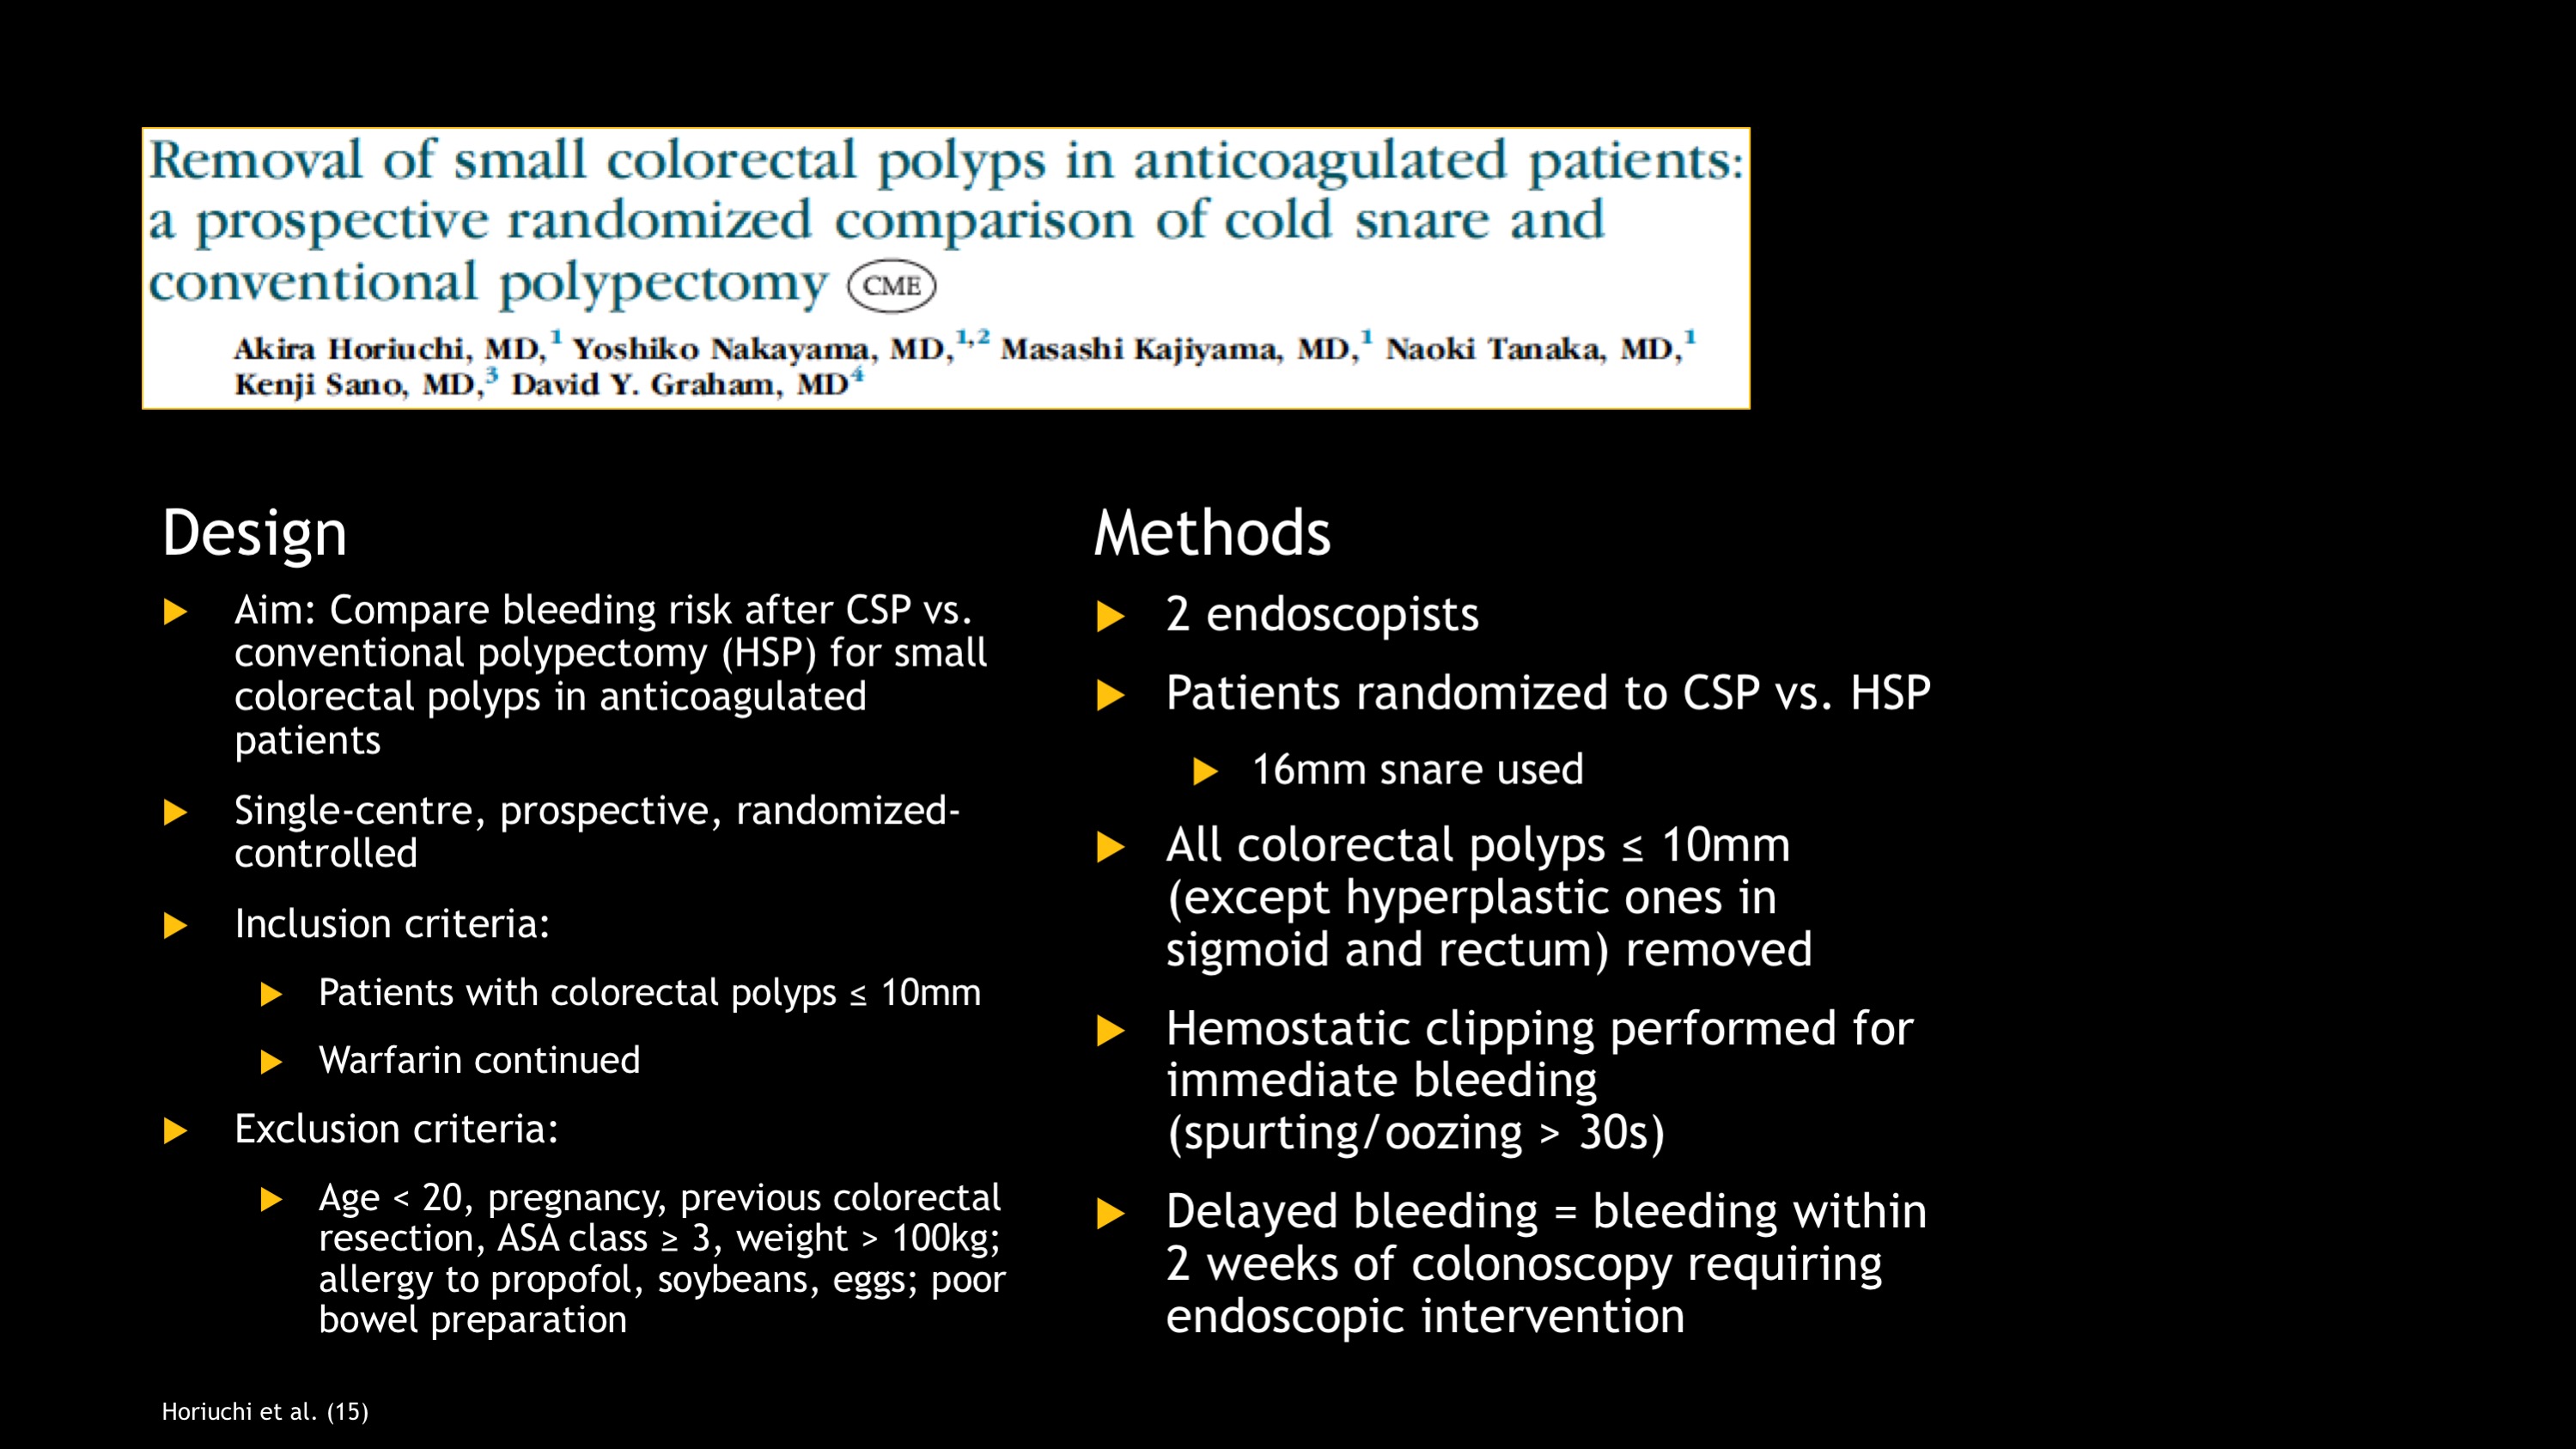 Removal of small colorectal polyps in anticoagulated patients:
a prospective randomized comparison of cold snare and
conventional polypectomy CME
Akira Horiuchi, MD,1 Yoshiko Nakayama, MD,1,2 Masashi Kajiyama, MD,1 Naoki Tanaka, MD,1
Kenji Sano, MD,3 David Y. Graham, MD4
Design
Aim: Compare bleeding risk after CSP vs.
conventional polypectomy (HSP) for small
colorectal polyps in anticoagulated
patients
Single-centre, prospective, randomized-
controlled
Inclusion criteria:
Patients with colorectal polyps ≤ 10mm
Warfarin continued
Exclusion criteria:
Age < 20, pregnancy, previous colorectal
resection, ASA class ≥ 3, weight > 100kg;
allergy to propofol, soybeans, eggs; poor
bowel preparation
Methods
2 endoscopists
Patients randomized to CSP vs. HSP
16mm snare used
All colorectal polyps ≤ 10mm
(except hyperplastic ones in
sigmoid and rectum) removed
Hemostatic clipping performed for
immediate bleeding
(spurting/oozing > 30s)
Delayed bleeding = bleeding within
2 weeks of colonoscopy requiring
endoscopic intervention
Horiuchi et al. (15)